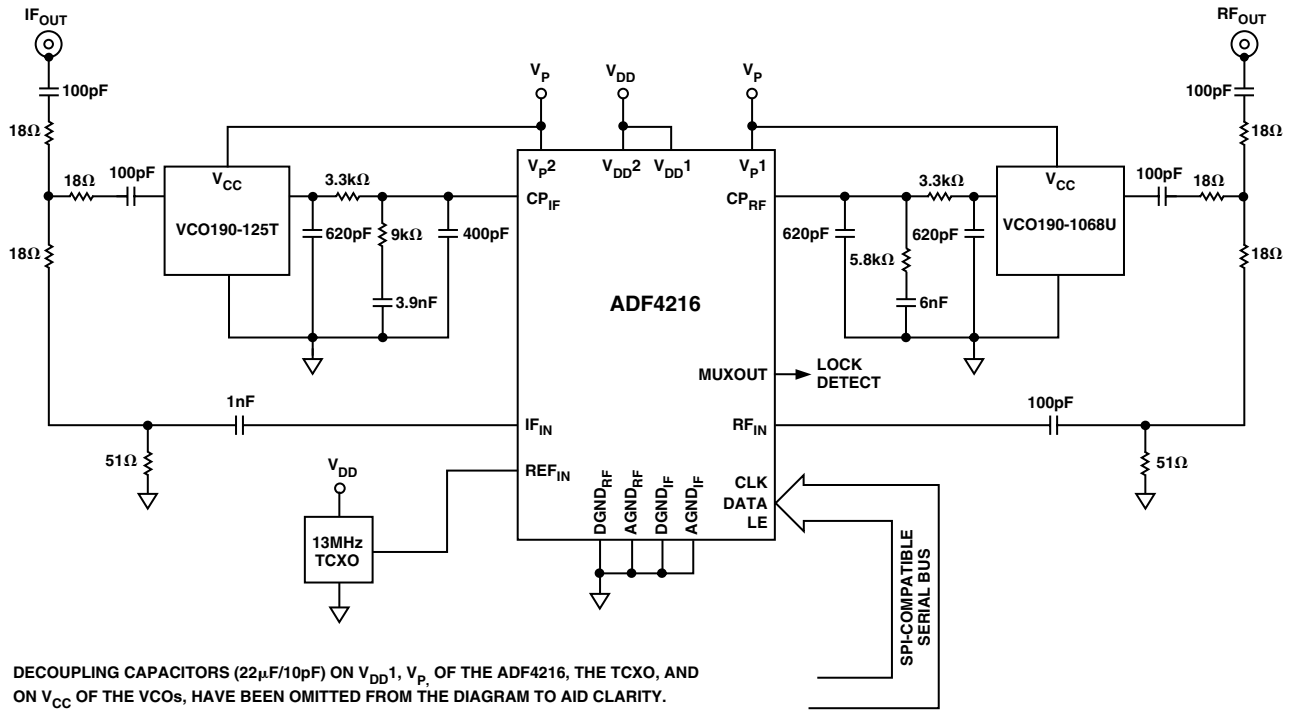 IFOUT
RFOUT
100pF
18Ω
VP
VDD
VP
100pF
18Ω
VP2
VDD2
VDD1
VP1
18Ω
100pF
VCC
VCO190-125T
3.3kΩ
620pF
9kΩ
400pF
3.9nF
CPIF
CPRF
3.3kΩ
620pF
5.8kΩ
620pF
6nF
VCC
VCO190-1068U
100pF
18Ω
18Ω
18Ω
ADF4216
MUXOUT
LOCK
DETECT
1nF
IFIN
RFIN
100pF
51Ω
51Ω
REFIN
VDD
13MHz
TCXO
DGNDRF
AGNDRF
DGNDIF
AGNDIF
CLK
DATA
LE
SPI-COMPATIBLE
SERIAL BUS
DECOUPLING CAPACITORS (22μF/10pF) ON VDD1, VP, OF THE ADF4216, THE TCXO, AND
ON VCC OF THE VCOs, HAVE BEEN OMITTED FROM THE DIAGRAM TO AID CLARITY.